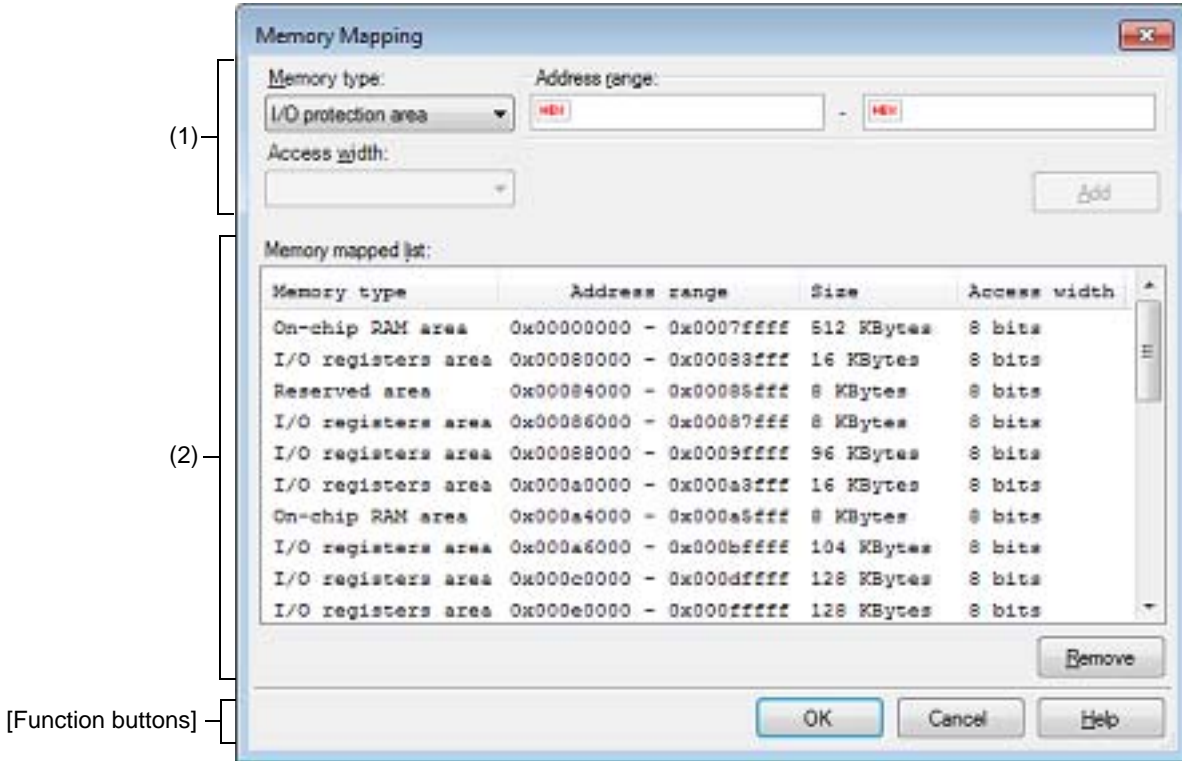 Memory Mapping
Memory type:
Address range:
(1)
I/O protection area
HEX
-
HEX
Access width:
Add
(2)
Memory mapped list:
Memory type Address range Size Access width
On-chip RAM area 0x00000000 - 0x0007ffff 512 KBytes 8 bits
I/O registers area 0x00080000 - 0x00083fff 16 KBytes 8 bits
Reserved area 0x00084000 - 0x00085fff 8 KBytes 8 bits
I/O registers area 0x00086000 - 0x00087fff 8 KBytes 8 bits
I/O registers area 0x00088000 - 0x0009ffff 96 KBytes 8 bits
I/O registers area 0x000a0000 - 0x000a3fff 16 KBytes 8 bits
On-chip RAM area 0x000a4000 - 0x000a5fff 8 KBytes 8 bits
I/O registers area 0x000a6000 - 0x000bffff 104 KBytes 8 bits
I/O registers area 0x000c0000 - 0x000dffff 128 KBytes 8 bits
I/O registers area 0x000e0000 - 0x000fffff 128 KBytes 8 bits
Remove
[Function buttons]
OK
Cancel
Help